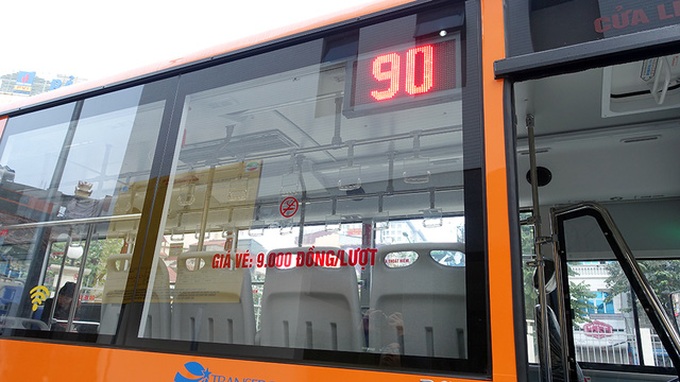 90
CỬA L
GIÁ VÉ: 9.000 ĐỒNG/LƯỢT